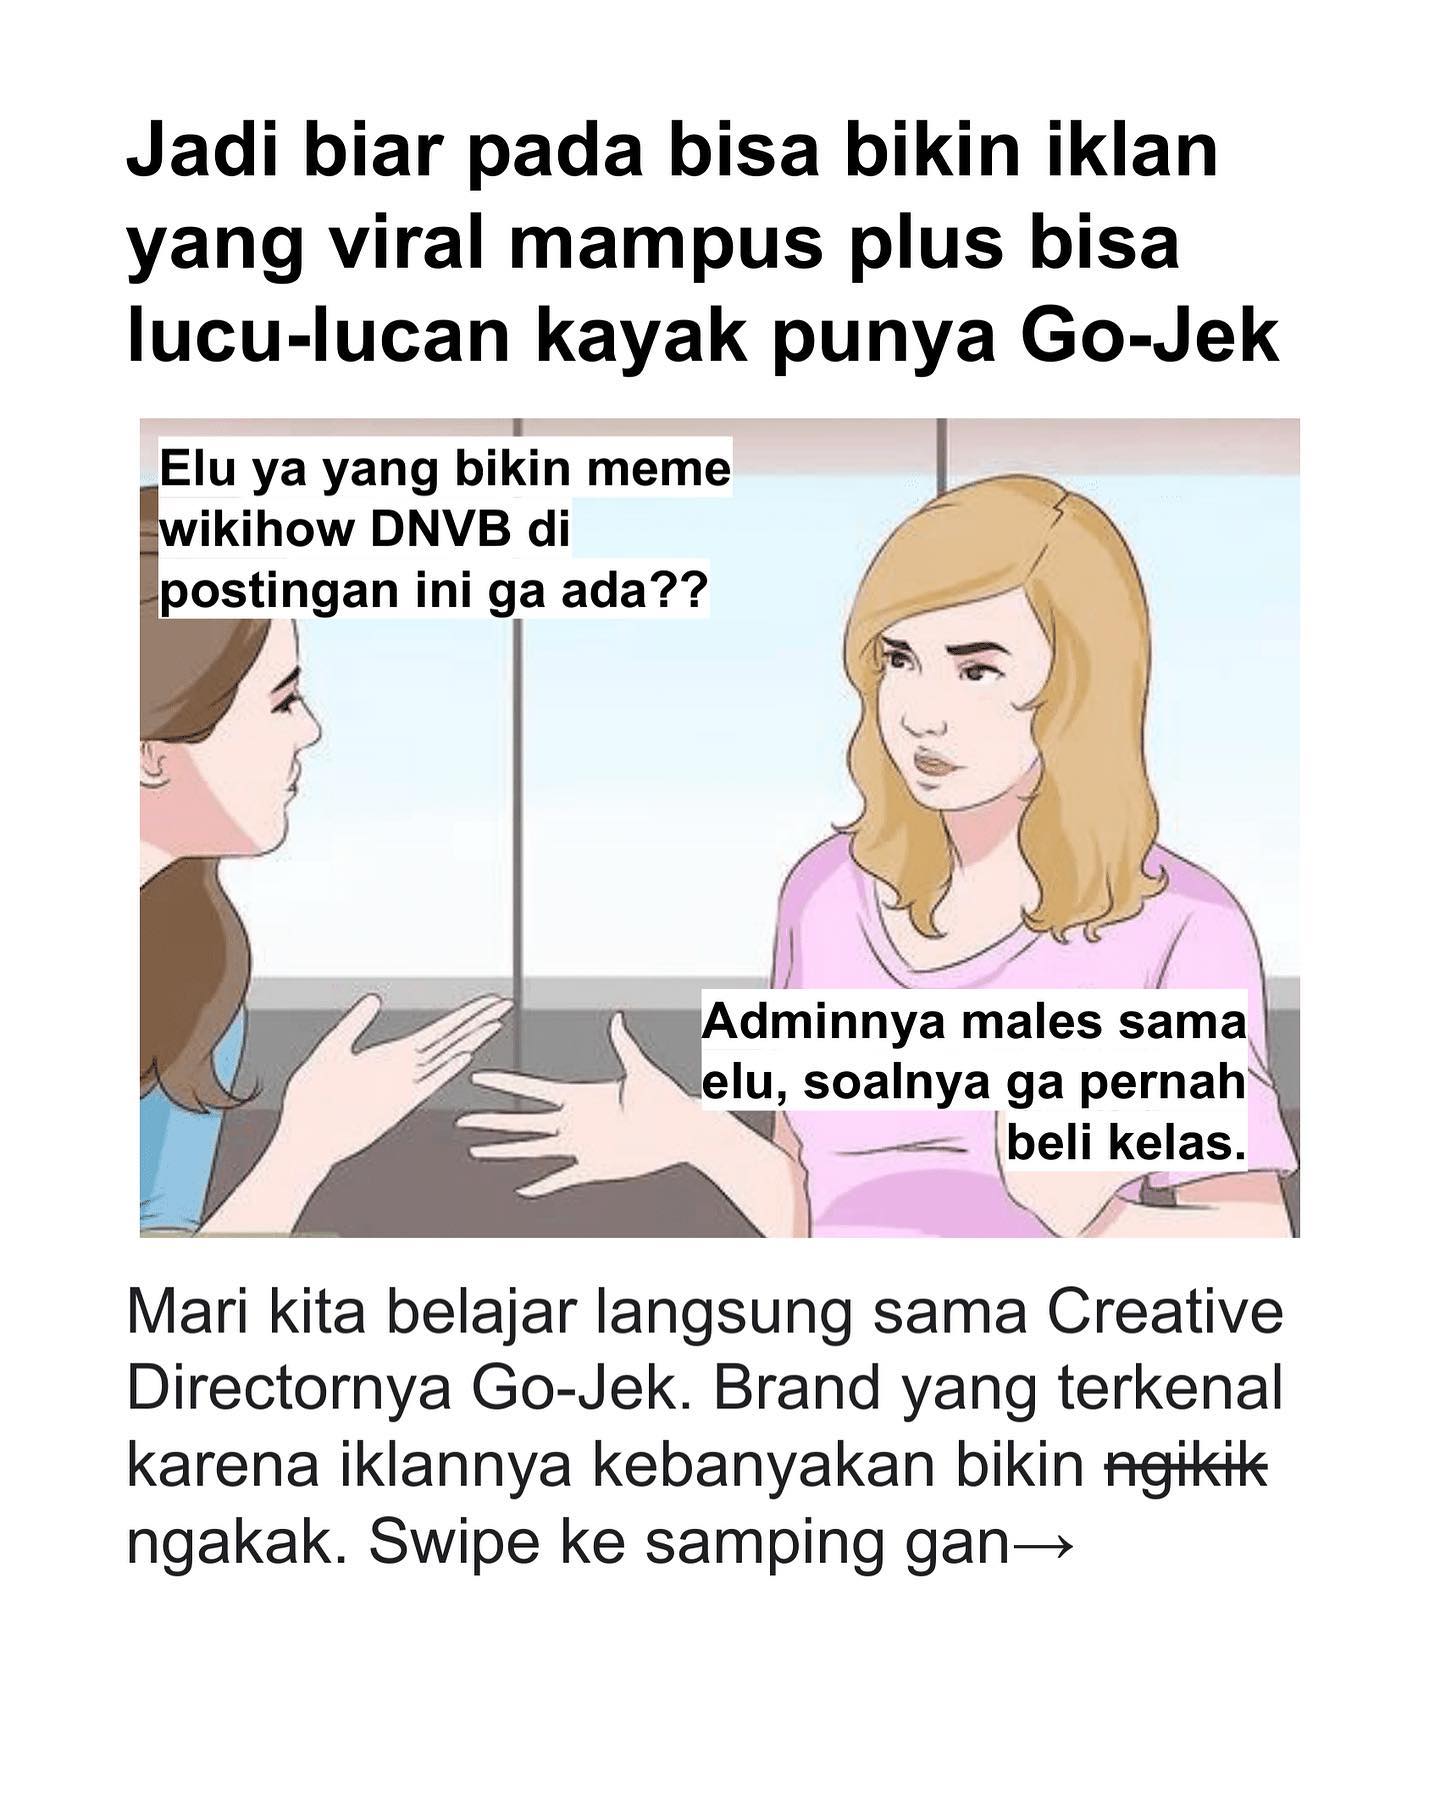 Jadi biar pada bisa bikin iklan
yang viral mampus plus bisa
lucu-lucan kayak punya Go-Jek
Elu ya yang bikin meme
wikihow DNVB di
postingan ini ga ada??
Adminnya males sama
elu, soalnya ga pernah
beli kelas.
Mari kita belajar langsung sama Creative
Directornya Go-Jek. Brand yang terkenal
karena iklannya kebanyakan bikin ngikik
ngakak. Swipe ke samping gan→